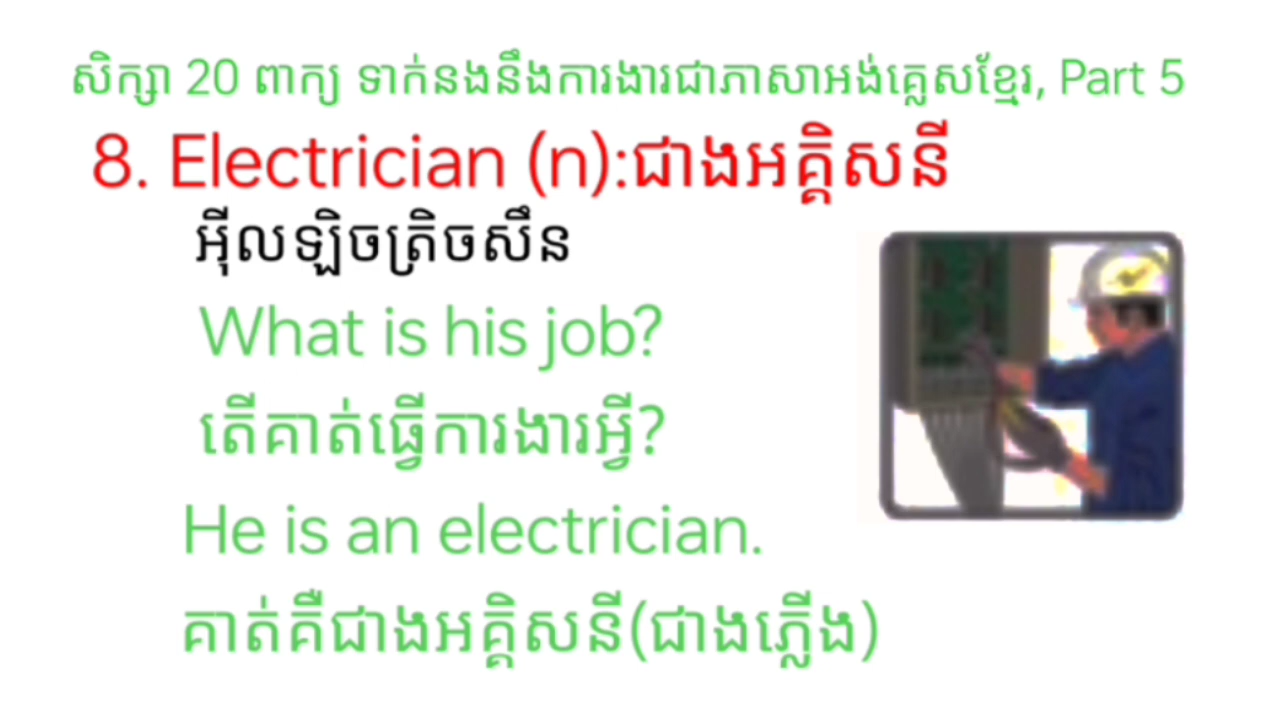 សិក្សា 20 ពាក្យ ទាក់នងនឹងការងារជាភាសាអង់គ្លេសខ្មែរ, Part 5
8. Electrician (n):ជាងអគ្គិសនី
អ៊ីលឡិចត្រិចសឹន
What is his job?
តើគាត់ធ្វើការងារអ្វី?
He is an electrician.
គាត់គឺជាងអគ្គិសនី(ជាងភ្លើង)